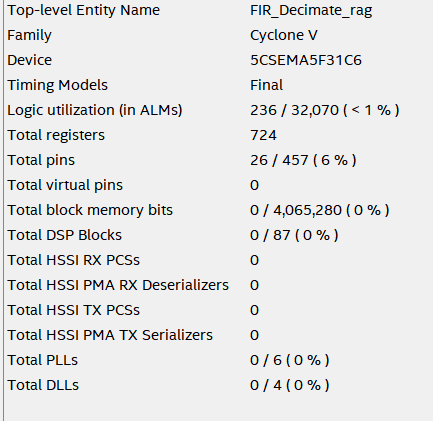 Top-level Entity Name FIR_Decimate_rag
Family Cyclone V
Device 5CSEMA5F31C6
Timing Models Final
Logic utilization (in ALMs) 236 / 32,070 ( < 1 % )
Total registers 724
Total pins 26 / 457 ( 6 % )
Total virtual pins 0
Total block memory bits 0 / 4,065,280 ( 0 % )
Total DSP Blocks 0 / 87 ( 0 % )
Total HSSI RX PCSs 0
Total HSSI PMA RX Deserializers 0
Total HSSI TX PCSs 0
Total HSSI PMA TX Serializers 0
Total PLLs 0 / 6 ( 0 % )
Total DLLs 0 / 4 ( 0 % )